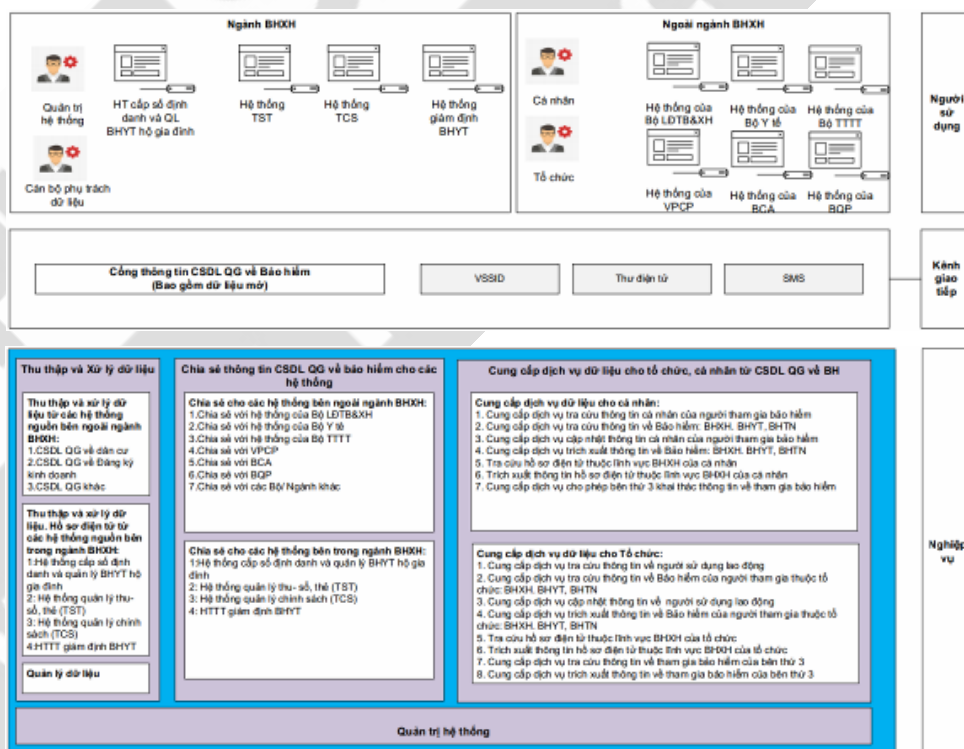 Ngành BHXH
Quản trị
hệ thống
HT cấp số định
danh và QL
BHYT hộ gia đình
Hệ thống
TST
Hệ thống
TCS
Hệ thống
giám định
BHYT
Cán bộ phụ trách
dữ liệu
Ngoài ngành BHXH
Cá nhân
Hệ thống của
Bộ LĐTB&XH
Hệ thống của
Bộ Y tế
Hệ thống của
Bộ TTTT
Tổ chức
Hệ thống của
VPCP
Hệ thống của
BCA
Hệ thống của
BQP
Người
sử
dụng
Cổng thông tin CSDL QG về Bảo hiểm
(Bao gồm dữ liệu mở)
VSSID
Thư điện tử
SMS
Kênh
giao
tiếp
Thu thập và Xử lý dữ liệu
Thu thập và xử lý dữ
liệu từ các hệ thống
nguồn bên ngoài ngành
BHXH:
1.CSDL QG về dân cư
2.CSDL QG về Đăng ký
kinh doanh
3.CSDL QG khác
Thu thập và xử lý dữ
liệu. Hồ sơ điện tử từ
các hệ thống nguồn bên
trong ngành BHXH:
1:Hệ thống cấp số định
danh và quản lý BHYT hộ
gia đình
2: Hệ thống quản lý thu-
sổ, thẻ (TST)
3: Hệ thống quản lý chính
sách (TCS)
4:HTTT giám định BHYT
Quản lý dữ liệu
Chia sẻ thông tin CSDL QG về bảo hiểm cho các
hệ thống
Chia sẻ cho các hệ thống bên ngoài ngành BHXH:
1.Chia sẻ với hệ thống của Bộ LĐTB&XH
2.Chia sẻ với hệ thống của Bộ Y tế
3.Chia sẻ với hệ thống của Bộ TTTT
4.Chia sẻ với VPCP
5.Chia sẻ với BCA
6.Chia sẻ với BQP
7.Chia sẻ với các Bộ/ Ngành khác
Chia sẻ cho các hệ thống bên trong ngành BHXH:
1:Hệ thống cấp số định danh và quản lý BHYT hộ gia
đình
2: Hệ thống quản lý thu- sổ, thẻ (TST)
3: Hệ thống quản lý chính sách (TCS)
4: HTTT giám định BHYT
Cung cấp dịch vụ dữ liệu cho tổ chức, cá nhân từ CSDL QG về BH
Cung cấp dịch vụ dữ liệu cho cá nhân:
1. Cung cấp dịch vụ tra cứu thông tin cá nhân của người tham gia bảo hiểm
2. Cung cấp dịch vụ tra cứu thông tin về Bảo hiểm: BHXH. BHYT, BHTN
3. Cung cấp dịch vụ cập nhật thông tin cá nhân của người tham gia bảo hiểm
4. Cung cấp dịch vụ trích xuất thông tin về Bảo hiểm: BHXH. BHYT, BHTN
5. Tra cứu hồ sơ điện tử thuộc lĩnh vực BHXH của cá nhân
6. Trích xuất thông tin hồ sơ điện tử thuộc lĩnh vực BHXH của cá nhân
7. Cung cấp dịch vụ cho phép bên thứ 3 khai thác thông tin về tham gia bảo hiểm
Cung cấp dịch vụ dữ liệu cho Tổ chức:
1. Cung cấp dịch vụ tra cứu thông tin về người sử dụng lao động
2. Cung cấp dịch vụ tra cứu thông tin về Bảo hiểm của người tham gia thuộc tổ
chức: BHXH. BHYT, BHTN
3. Cung cấp dịch vụ cập nhật thông tin về người sử dụng lao động
4. Cung cấp dịch vụ trích xuất thông tin về Bảo hiểm của người tham gia thuộc tổ
chức: BHXH. BHYT, BHTN
5. Tra cứu hồ sơ điện tử thuộc lĩnh vực BHXH của tổ chức
6. Trích xuất thông tin hồ sơ điện tử thuộc lĩnh vực BHXH của tổ chức
7. Cung cấp dịch vụ tra cứu thông tin về tham gia bảo hiểm của bên thứ 3
8. Cung cấp dịch vụ trích xuất thông tin về tham gia bảo hiểm của bên thứ 3
Nghiệp
vụ
Quản trị hệ thống